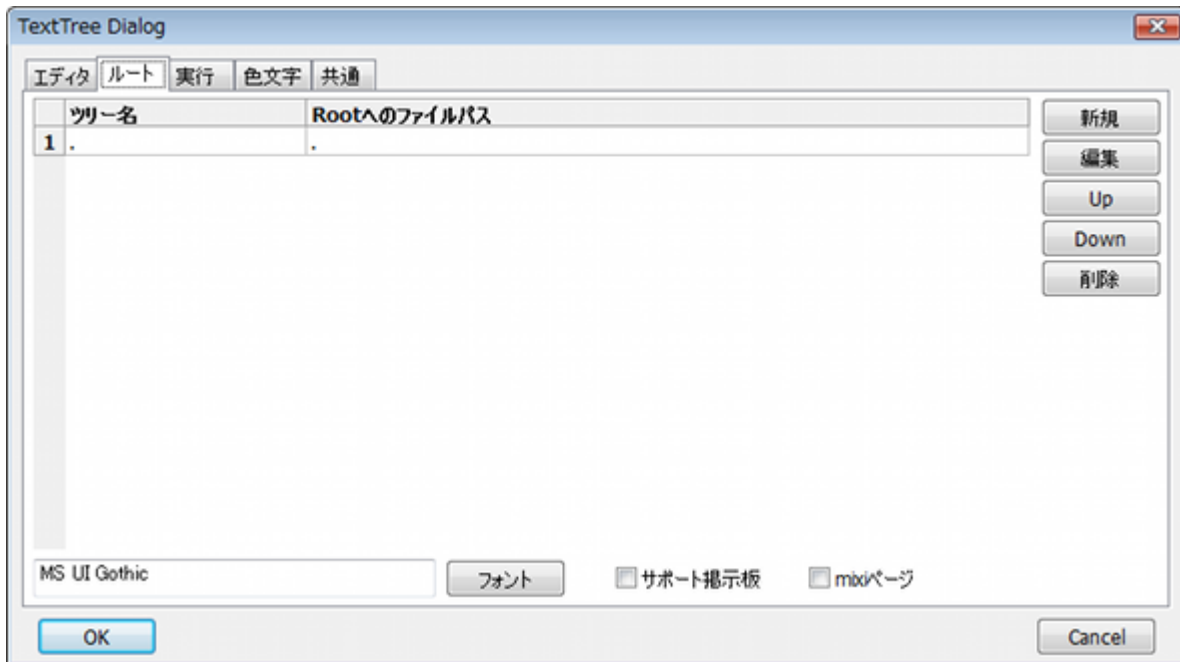 TextTree Dialog
エディタ ルート 実行 色文字 共通
ツリー名 Rootへのファイルパス
1 . .
新規
編集
Up
Down
削除
MS UI Gothic フォント サポート掲示板 mixiページ
OK Cancel